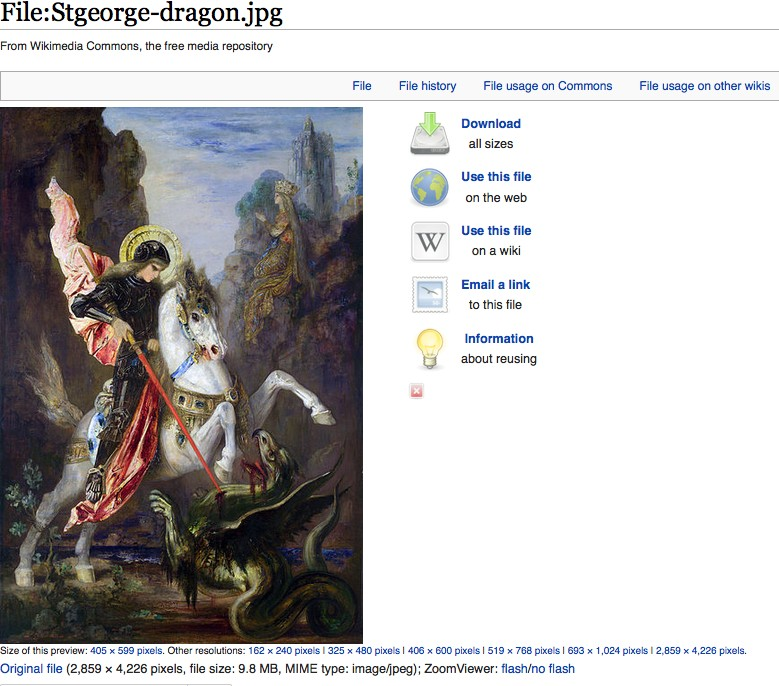 File:Stgeorge-dragon.jpg
From Wikimedia Commons, the free media repository
File File history File usage on Commons File usage on other wikis
Download
all sizes
Use this file
on the web
W
Use this file
on a wiki
Email a link
to this file
Information
about reusing
Size of this preview: 405 × 599 pixels. Other resolutions: 162 × 240 pixels | 325 × 480 pixels | 406 × 600 pixels | 519 × 768 pixels | 693 × 1,024 pixels | 2,859 × 4,226 pixels.
Original file (2,859 × 4,226 pixels, file size: 9.8 MB, MIME type: image/jpeg); ZoomViewer: flash/no flash